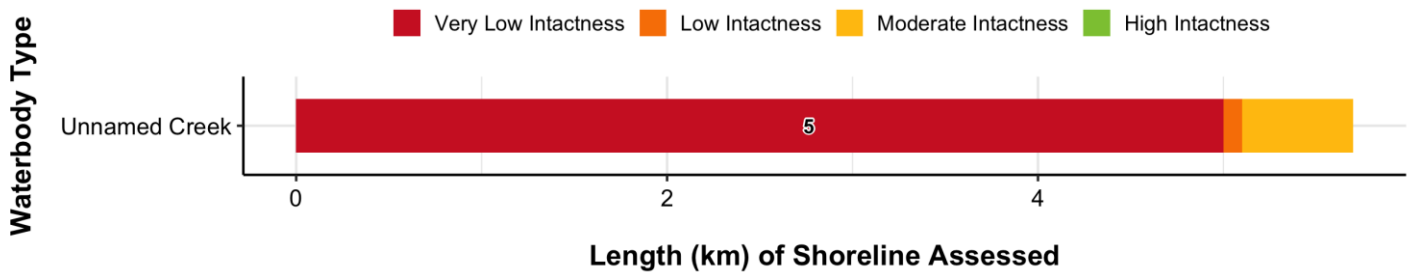 Very Low Intactness Low Intactness Moderate Intactness High Intactness
Waterbody Type
Unnamed Creek
5
0 2 4
Length (km) of Shoreline Assessed